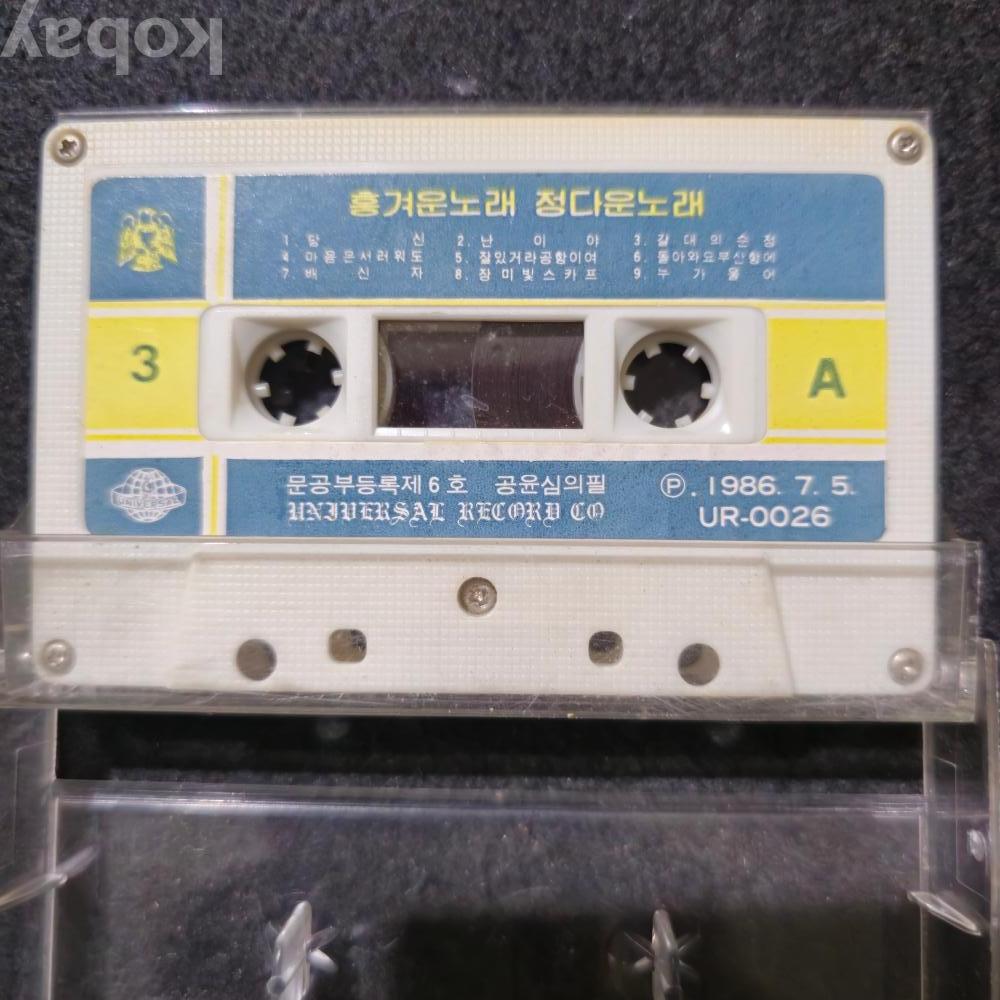 kobay
흥겨운노래 정다운노래
1. 당 신 2. 난 이 야 3. 갈 대 의 순 정
4. 마음은서러워도 5. 잘있거라공항이여 6. 돌아와요부산항에
7. 배 신 자 8. 장 미 빛 스 카 프 9. 누 가 울 어
3
A
UNIVERSAL
문공부등록제 6 호 공윤심의필 Ⓟ. 1986. 7. 5.
UNIVERSAL RECORD CO UR-0026